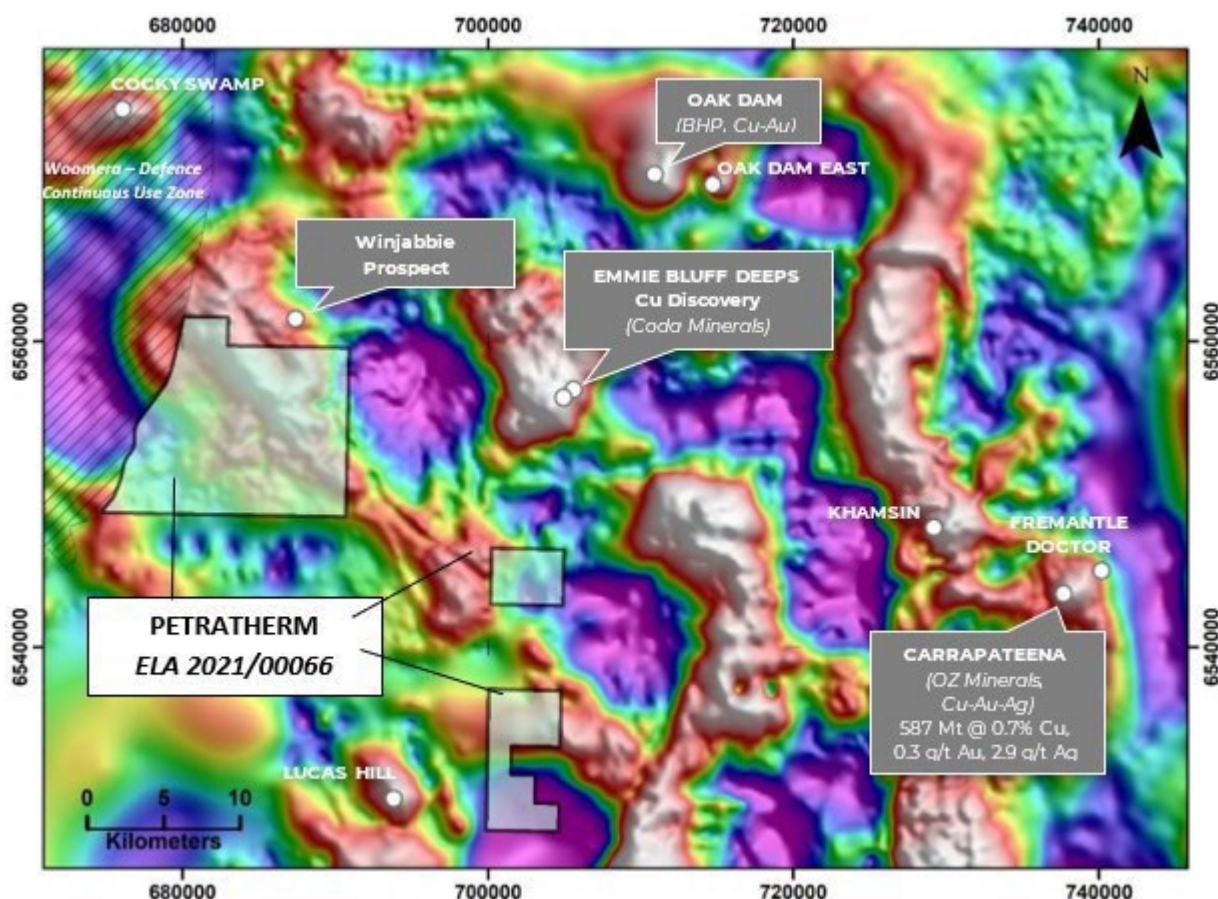 680000
700000
720000
740000
COCKY SWAMP
N
OAK DAM
(BHP, Cu-Au)
Woomera – Defence
Continuous Use Zone
OAK DAM EAST
Winjabbie
Prospect
EMMIE BLUFF DEEPS
Cu Discovery
(Coda Minerals)
6560000
6560000
KHAMSIN
FREMANTLE
DOCTOR
PETRATHERM
ELA 2021/00066
6540000
6540000
CARRAPATEENA
(OZ Minerals,
Cu-Au-Ag)
587 Mt @ 0.7% Cu,
0.3 g/t Au, 2.9 g/t Ag
LUCAS HILL
0 5 10
Kilometers
680000
700000
720000
740000